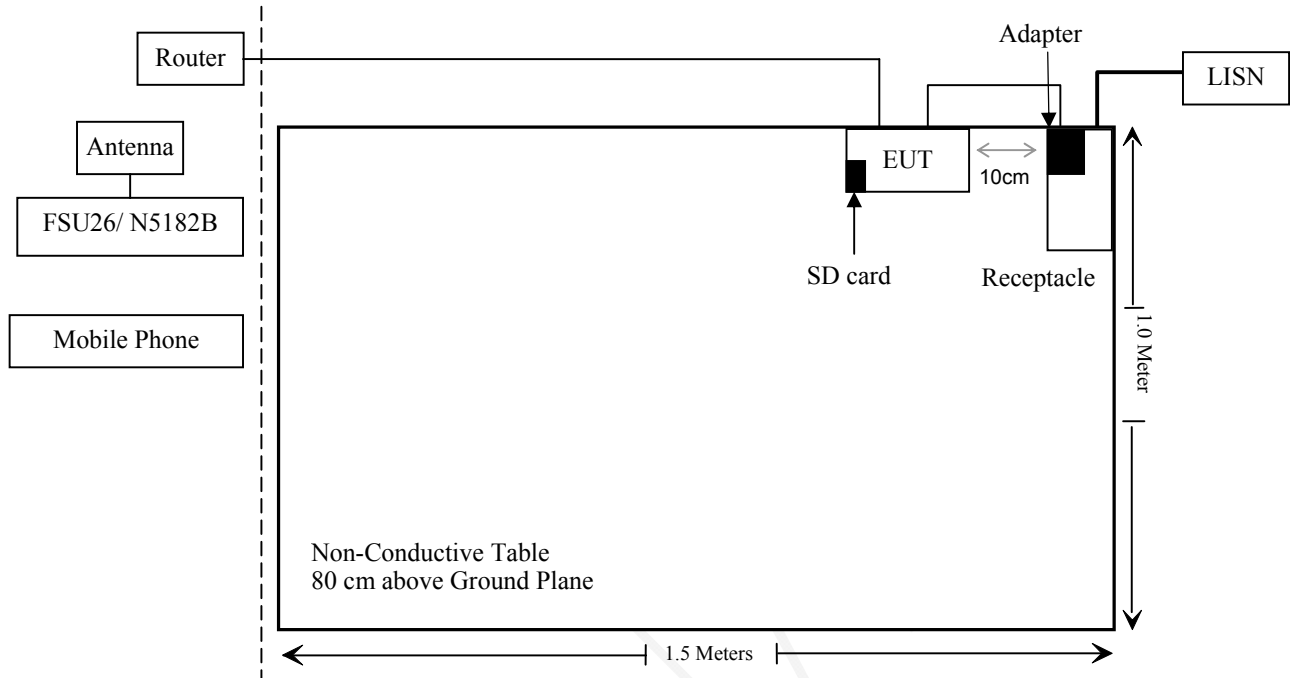 Adapter
Router
LISN
Antenna
EUT
10cm
FSU26/ N5182B
SD card
Receptacle
Mobile Phone
1.0 Meter
Non-Conductive Table
80 cm above Ground Plane
1.5 Meters